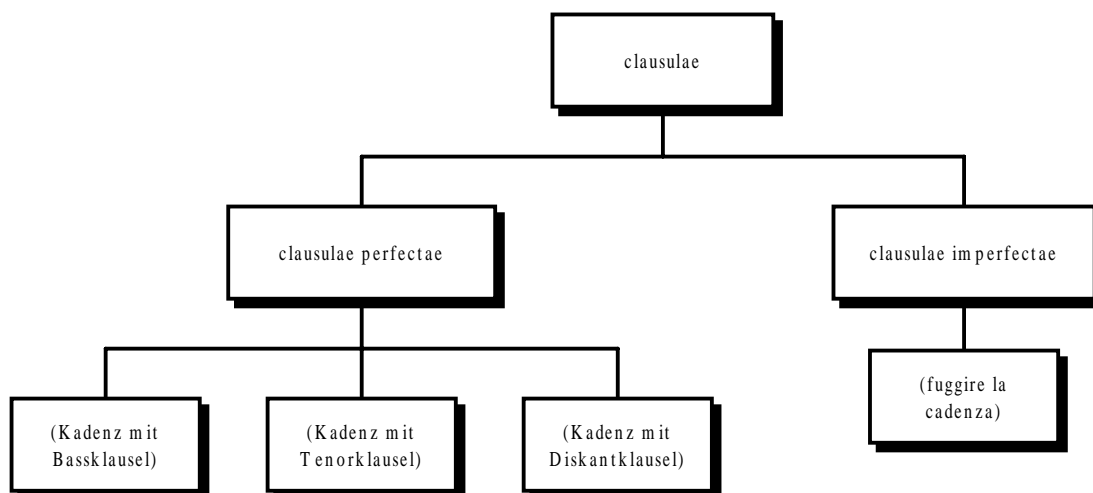 clausulae
clausulae perfectae
clausulae imperfectae
(Kadenz mit
Bassklausel)
(Kadenz mit
Tenorklausel)
(Kadenz mit
Diskantklausel)
(fuggire la
cadenza)